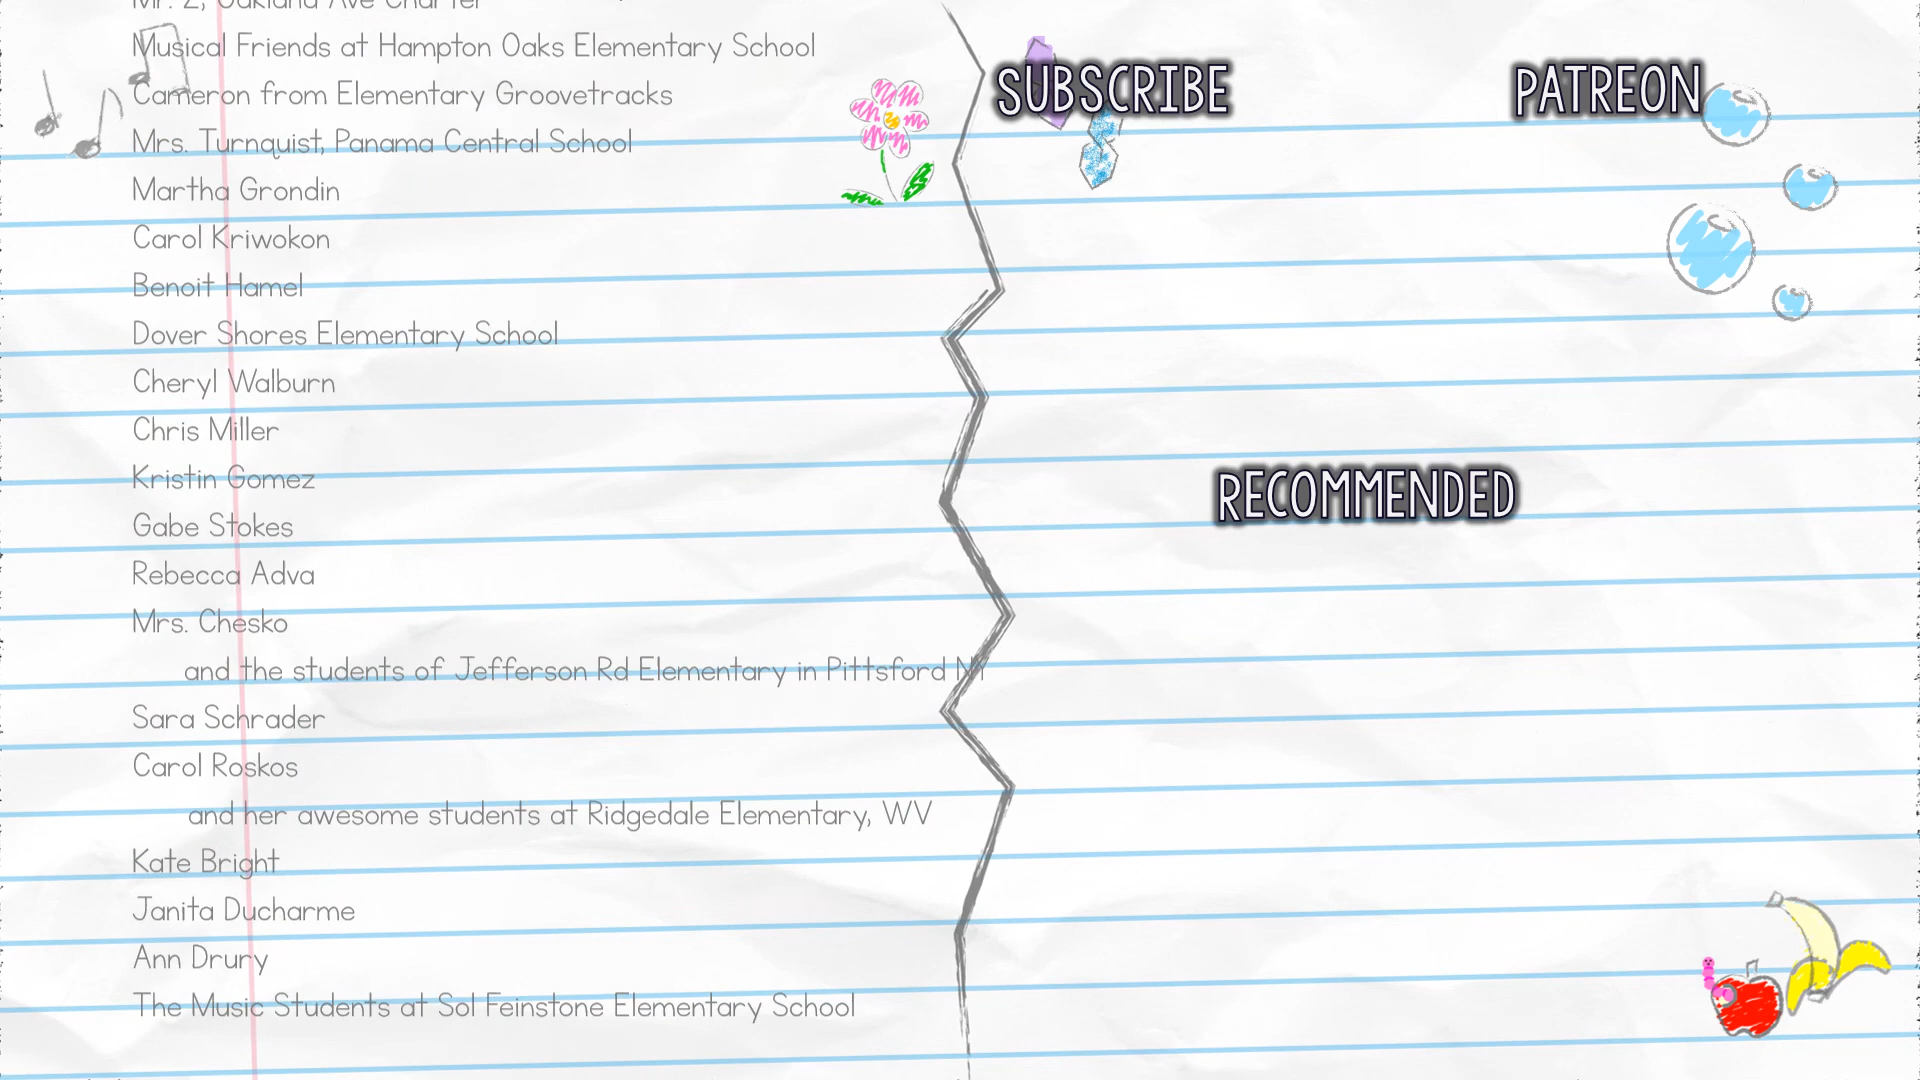 Mr. Z, Oakland Ave Charter
Musical Friends at Hampton Oaks Elementary School
Cameron from Elementary Groovetracks
Mrs. Turnquist, Panama Central School
Martha Grondin
Carol Kriwokon
Benoit Hamel
Dover Shores Elementary School
Cheryl Walburn
Chris Miller
Kristin Gomez
Gabe Stokes
Rebecca Adva
Mrs. Chesko
and the students of Jefferson Rd Elementary in Pittsford NY
Sara Schrader
Carol Roskos
and her awesome students at Ridgedale Elementary, WV
Kate Bright
Janita Ducharme
Ann Drury
The Music Students at Sol Feinstone Elementary School
SUBSCRIBE
PATREON
RECOMMENDED